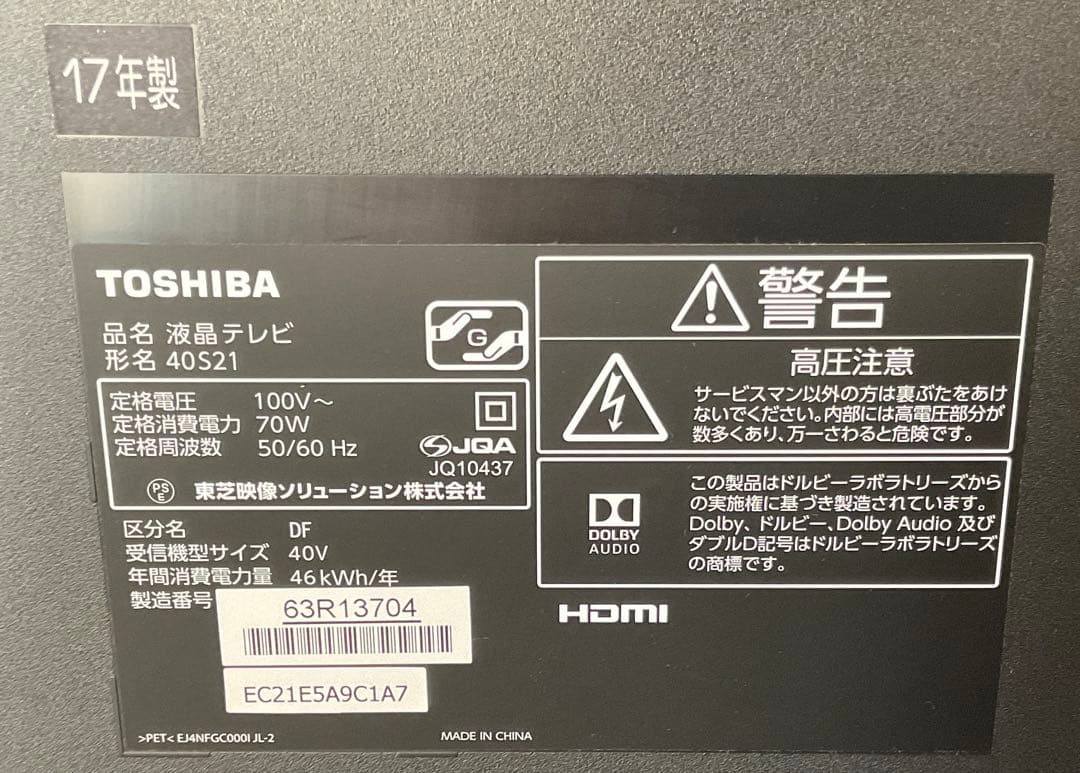 17年製
TOSHIBA
品名 液晶テレビ
形名 40S21
G
定格電圧 100V～
定格消費電力 70W
定格周波数 50/60 Hz
JQA
JQ10437
PS
E
東芝映像ソリューション株式会社
区分名 DF
受信機型サイズ 40V
年間消費電力量 46kWh/年
製造番号
63R13704
EC21E5A9C1A7
>PET< EJ4NFGC000I JL-2
MADE IN CHINA
警告
高圧注意
サービスマン以外の方は裏ぶたをあけ
ないでください。内部には高電圧部分が
数多くあり、万一さわると危険です。
DOLBY
AUDIO
この製品はドルビーラボラトリーズから
の実施権に基づき製造されています。
Dolby、ドルビー、Dolby Audio 及び
ダブルD記号はドルビーラボラトリーズ
の商標です。
HDMI